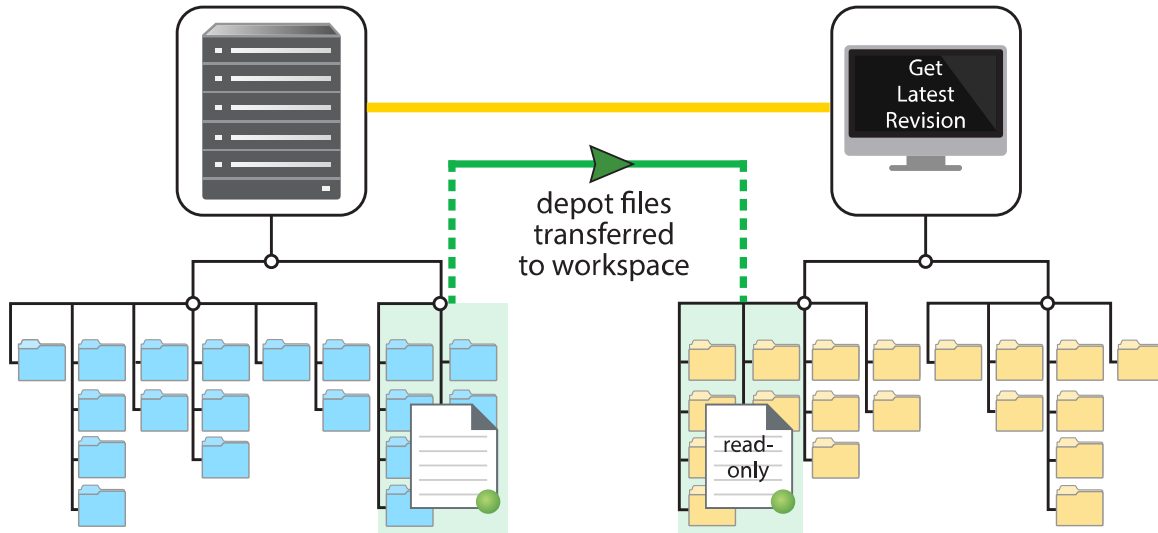 Get
Latest
Revision
depot files
transferred
to workspace
read-
only